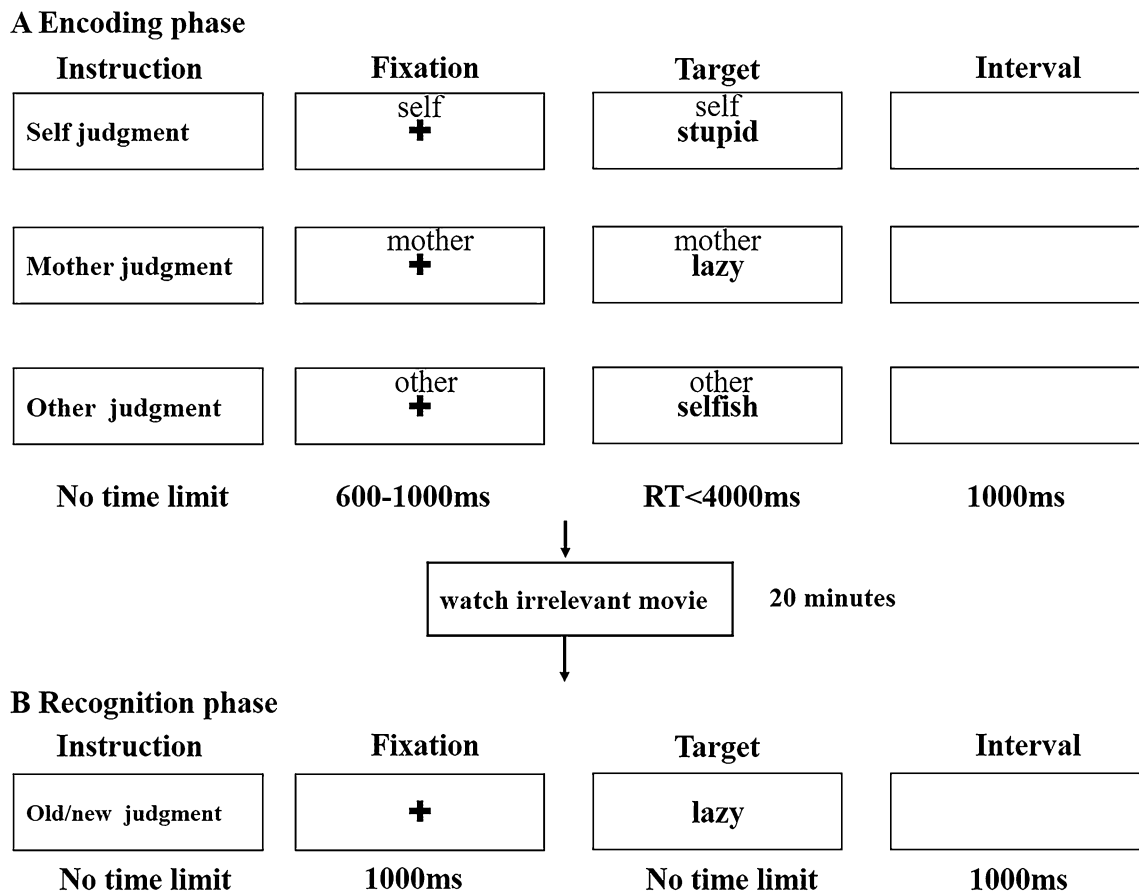 A Encoding phase
Instruction Fixation Target Interval
self self
Self judgment + stupid
mother mother
Mother judgment + lazy
other other
Other judgment + selfish
No time limit 600-1000ms RT<4000ms 1000ms
watch irrelevant movie 20 minutes
B Recognition phase
Instruction Fixation Target Interval
Old/new judgment + lazy
No time limit 1000ms No time limit 1000ms